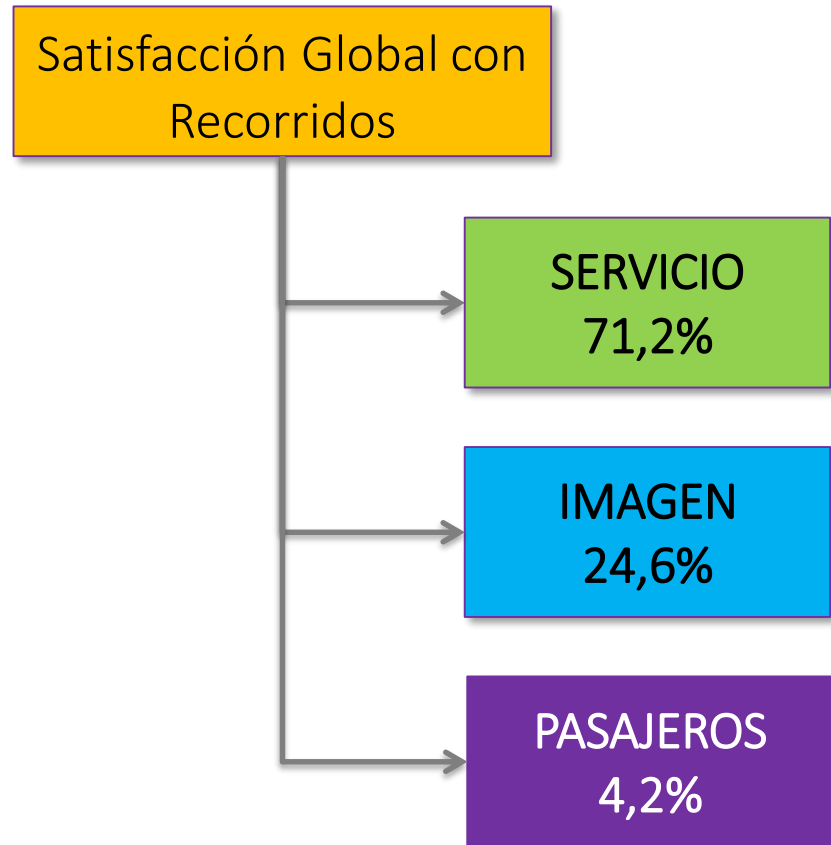 Satisfacción Global con
Recorridos
SERVICIO
71,2%
IMAGEN
24,6%
PASAJEROS
4,2%